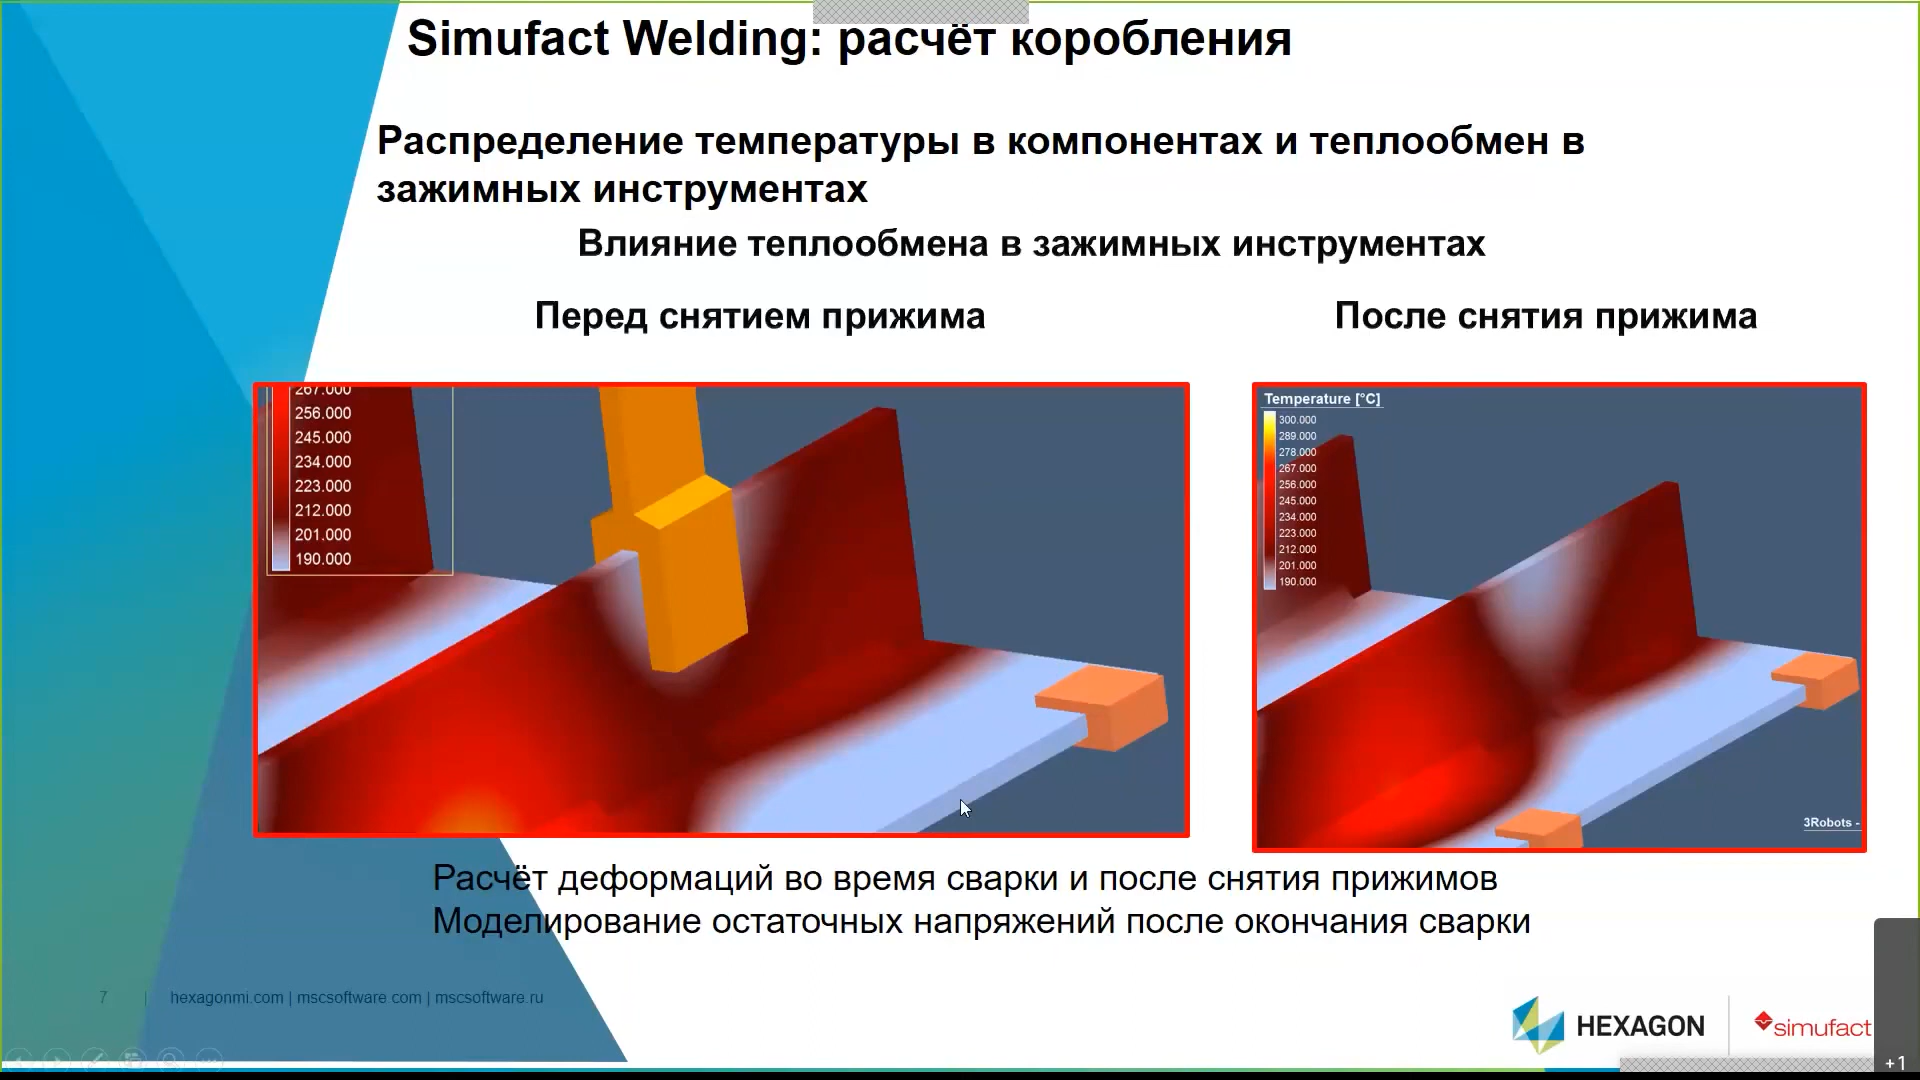 Simufact Welding: расчёт коробления
Распределение температуры в компонентах и теплообмен в
зажимных инструментах
Влияние теплообмена в зажимных инструментах
Перед снятием прижима
После снятия прижима
267.000
256.000
245.000
234.000
223.000
212.000
201.000
190.000
Temperature [°C]
300.000
289.000
278.000
267.000
256.000
245.000
234.000
223.000
212.000
201.000
190.000
3Robots -
Расчёт деформаций во время сварки и после снятия прижимов
Моделирование остаточных напряжений после окончания сварки
7 | hexagonmi.com | mscsoftware.com | mscsoftware.ru
HEXAGON
simufact
+1